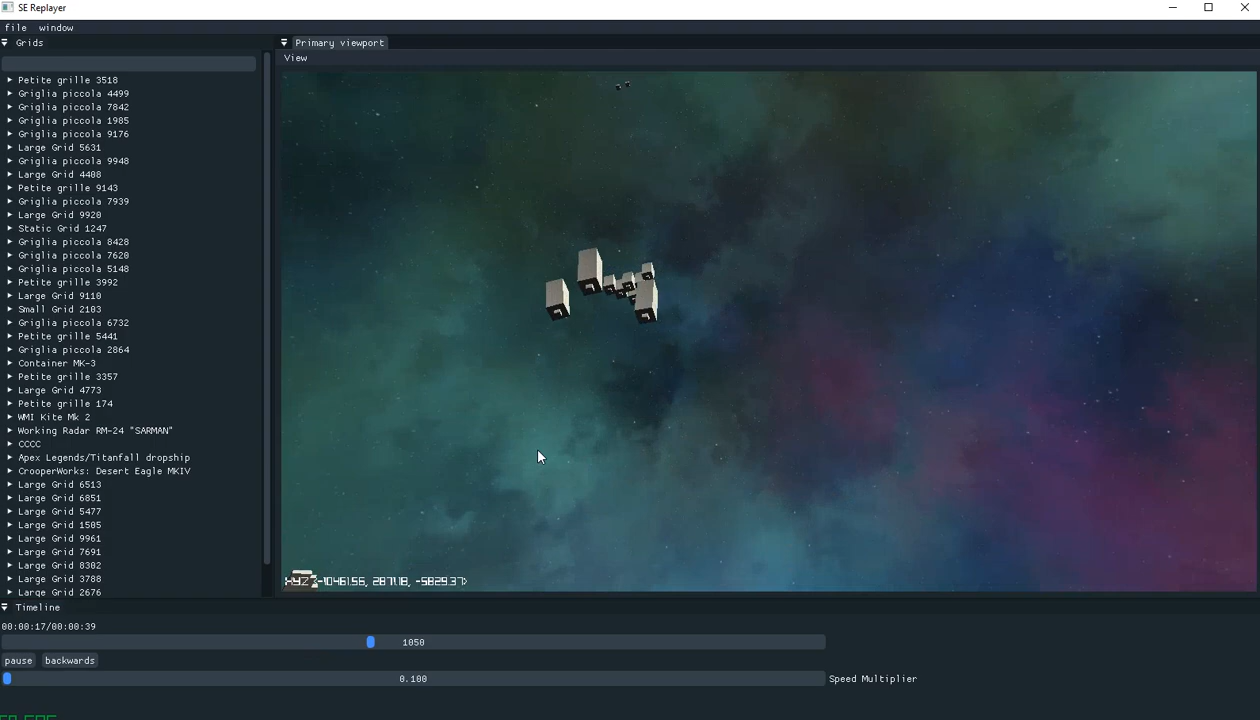 SE Replayer
file window
Grids
Petite grille 3518
Griglia piccola 4499
Griglia piccola 7842
Griglia piccola 1985
Griglia piccola 9176
Large Grid 5631
Griglia piccola 9948
Large Grid 4408
Petite grille 9143
Griglia piccola 7939
Large Grid 9920
Static Grid 1247
Griglia piccola 8428
Griglia piccola 7620
Griglia piccola 5148
Petite grille 3992
Large Grid 9110
Small Grid 2103
Griglia piccola 6732
Petite grille 5441
Griglia piccola 2864
Container MK-3
Petite grille 3357
Large Grid 4773
Petite grille 174
WMI Kite Mk 2
Working Radar RM-24 "SARMAN"
CCCC
Apex Legends/Titanfall dropship
CrooperWorks: Desert Eagle MKIV
Large Grid 6513
Large Grid 6851
Large Grid 5477
Large Grid 1505
Large Grid 9961
Large Grid 7691
Large Grid 8302
Large Grid 3788
Large Grid 2676
Primary viewport
View
-10461.56, 2871.18, -5829.37>
Timeline
00:00:17/00:00:39
1050
pause backwards
0.100 Speed Multiplier